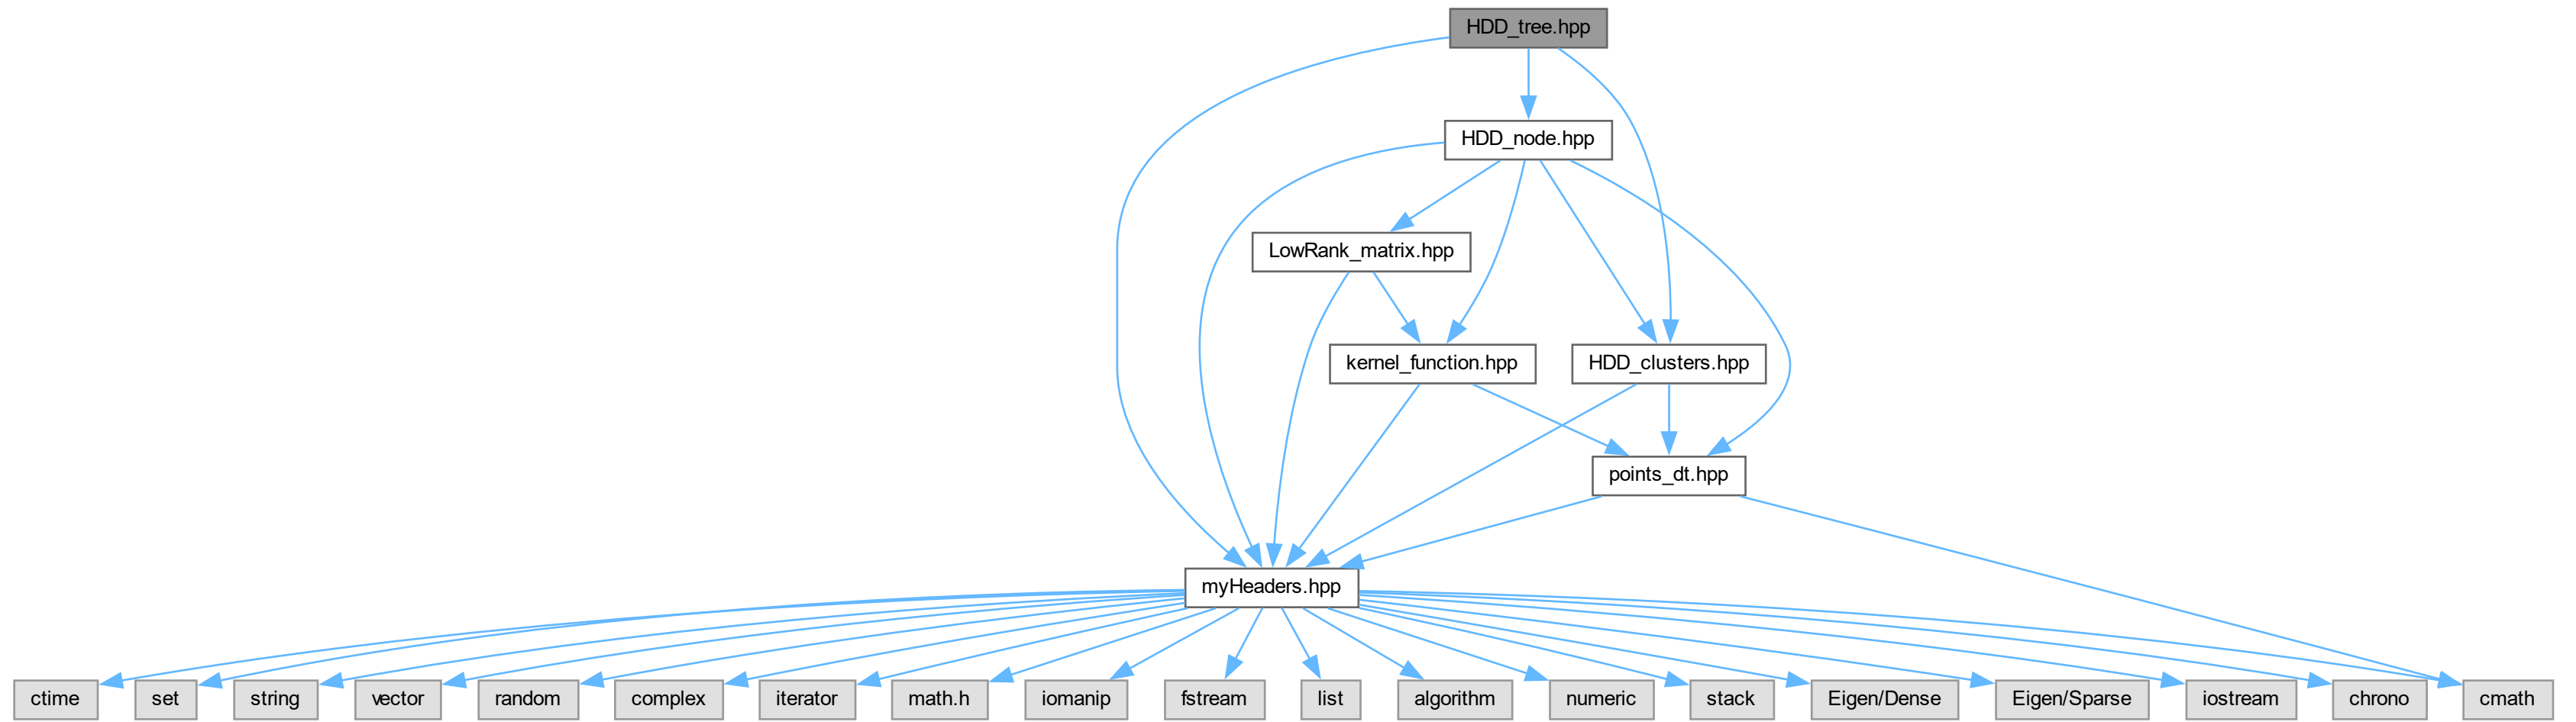 HDD_tree.hpp
HDD_node.hpp
LowRank_matrix.hpp
kernel_function.hpp
HDD_clusters.hpp
points_dt.hpp
myHeaders.hpp
ctime
set
string
vector
random
complex
iterator
math.h
iomanip
fstream
list
algorithm
numeric
stack
Eigen/Dense
Eigen/Sparse
iostream
chrono
cmath